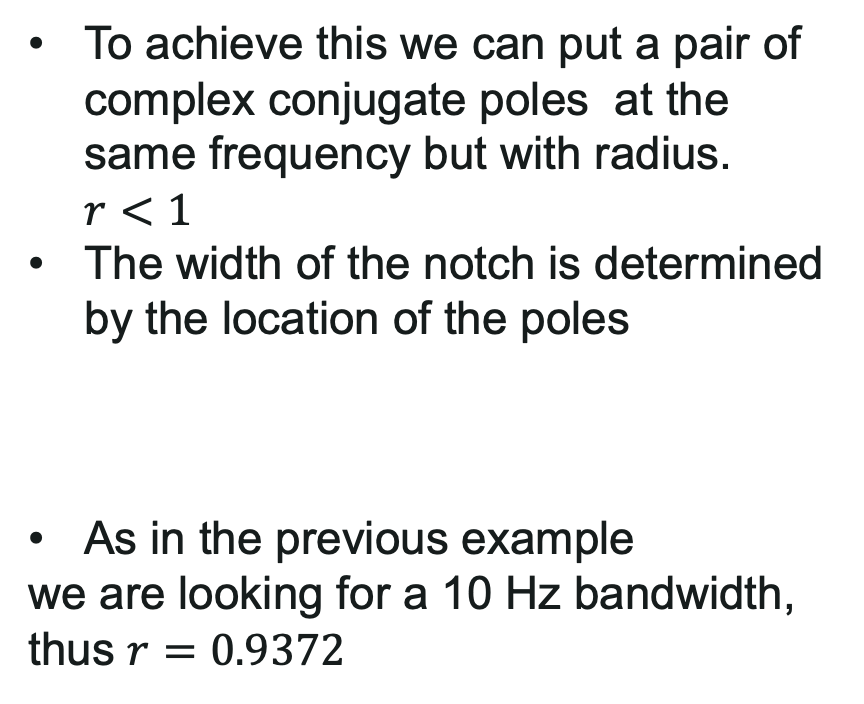 • To achieve this we can put a pair of
complex conjugate poles at the
same frequency but with radius.
r < 1
• The width of the notch is determined
by the location of the poles
• As in the previous example
we are looking for a 10 Hz bandwidth,
thus r = 0.9372